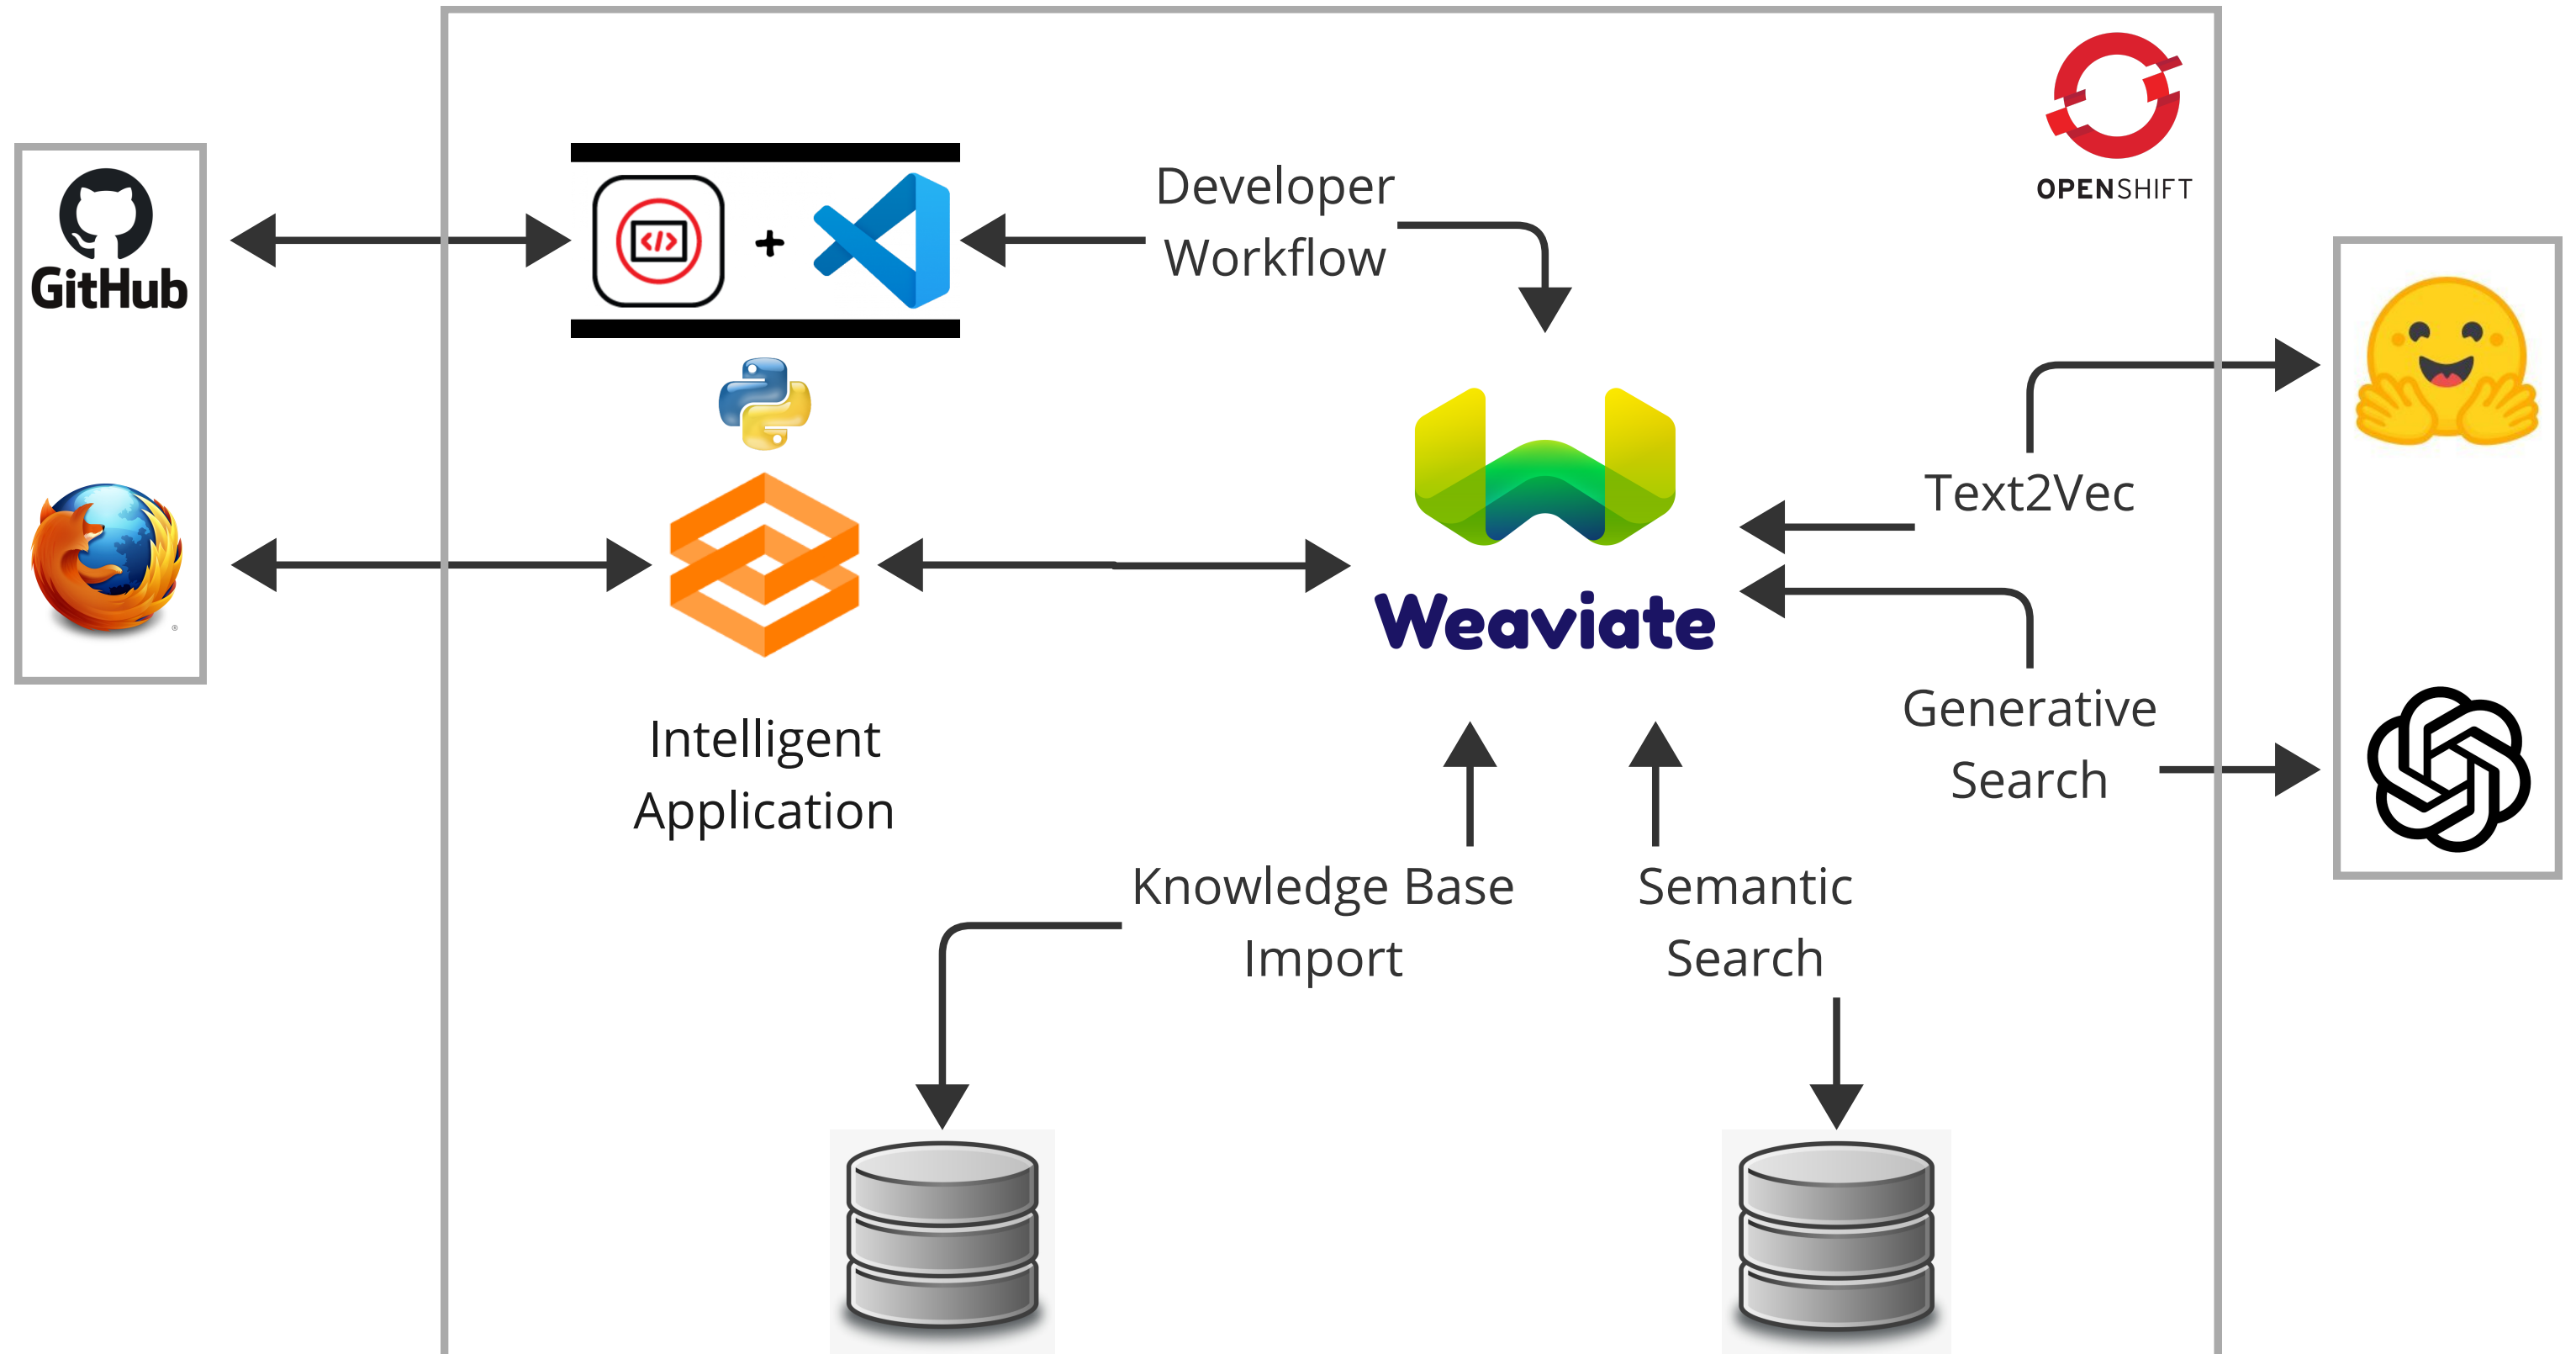 OPENSHIFT
GitHub
Developer
Workflow
</>
+
Text2Vec
Weaviate
Intelligent
Application
Generative
Search
Knowledge Base
Import
Semantic
Search
®